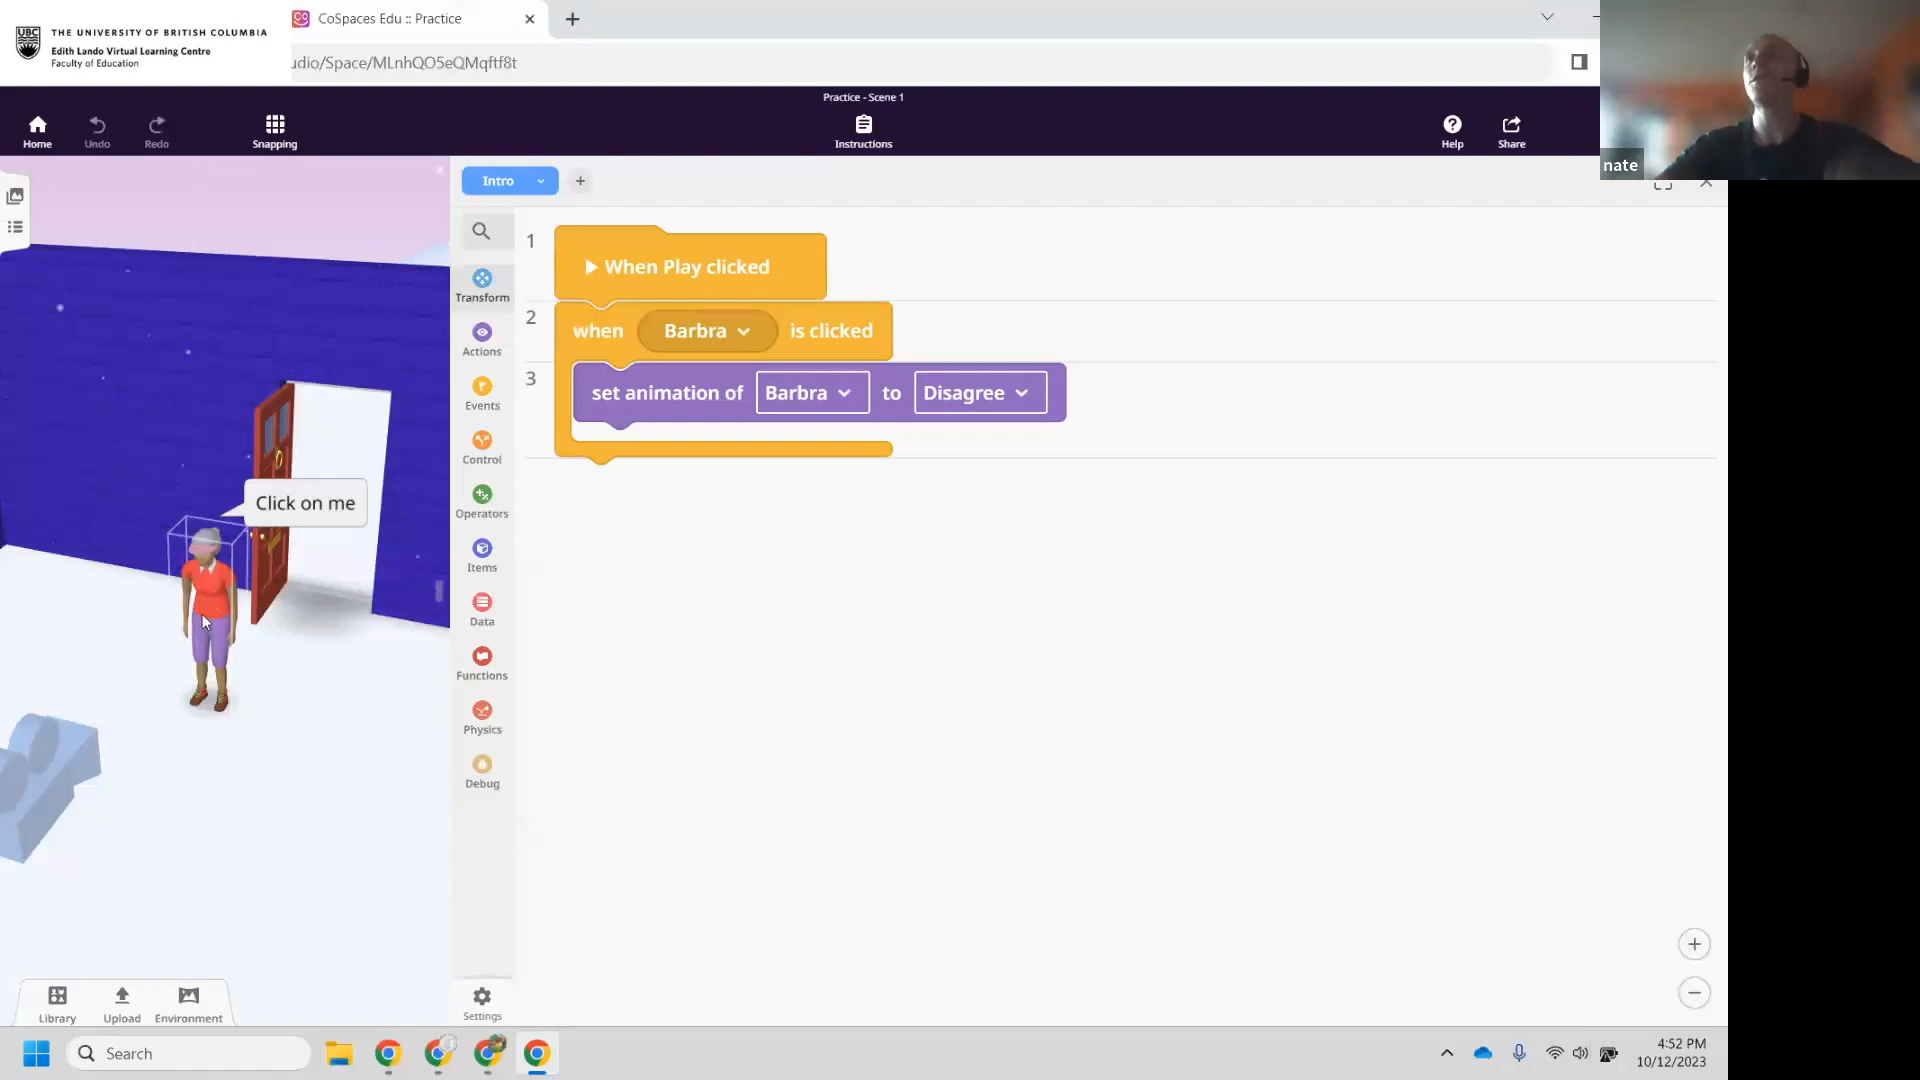 CoSpaces Edu :: Practice
UBC
THE UNIVERSITY OF BRITISH COLUMBIA
Edith Lando Virtual Learning Centre
Faculty of Education
udio/Space/MLnhQO5eQMqftf8t
Practice - Scene 1
Home
Undo
Redo
Snapping
Instructions
Help
Share
nate
Intro
1
When Play clicked
2
when Barbra is clicked
3
set animation of Barbra to Disagree
Transform
Actions
Events
Control
Operators
Items
Data
Functions
Physics
Debug
Settings
Click on me
Library
Upload
Environment
Search
4:52 PM
10/12/2023